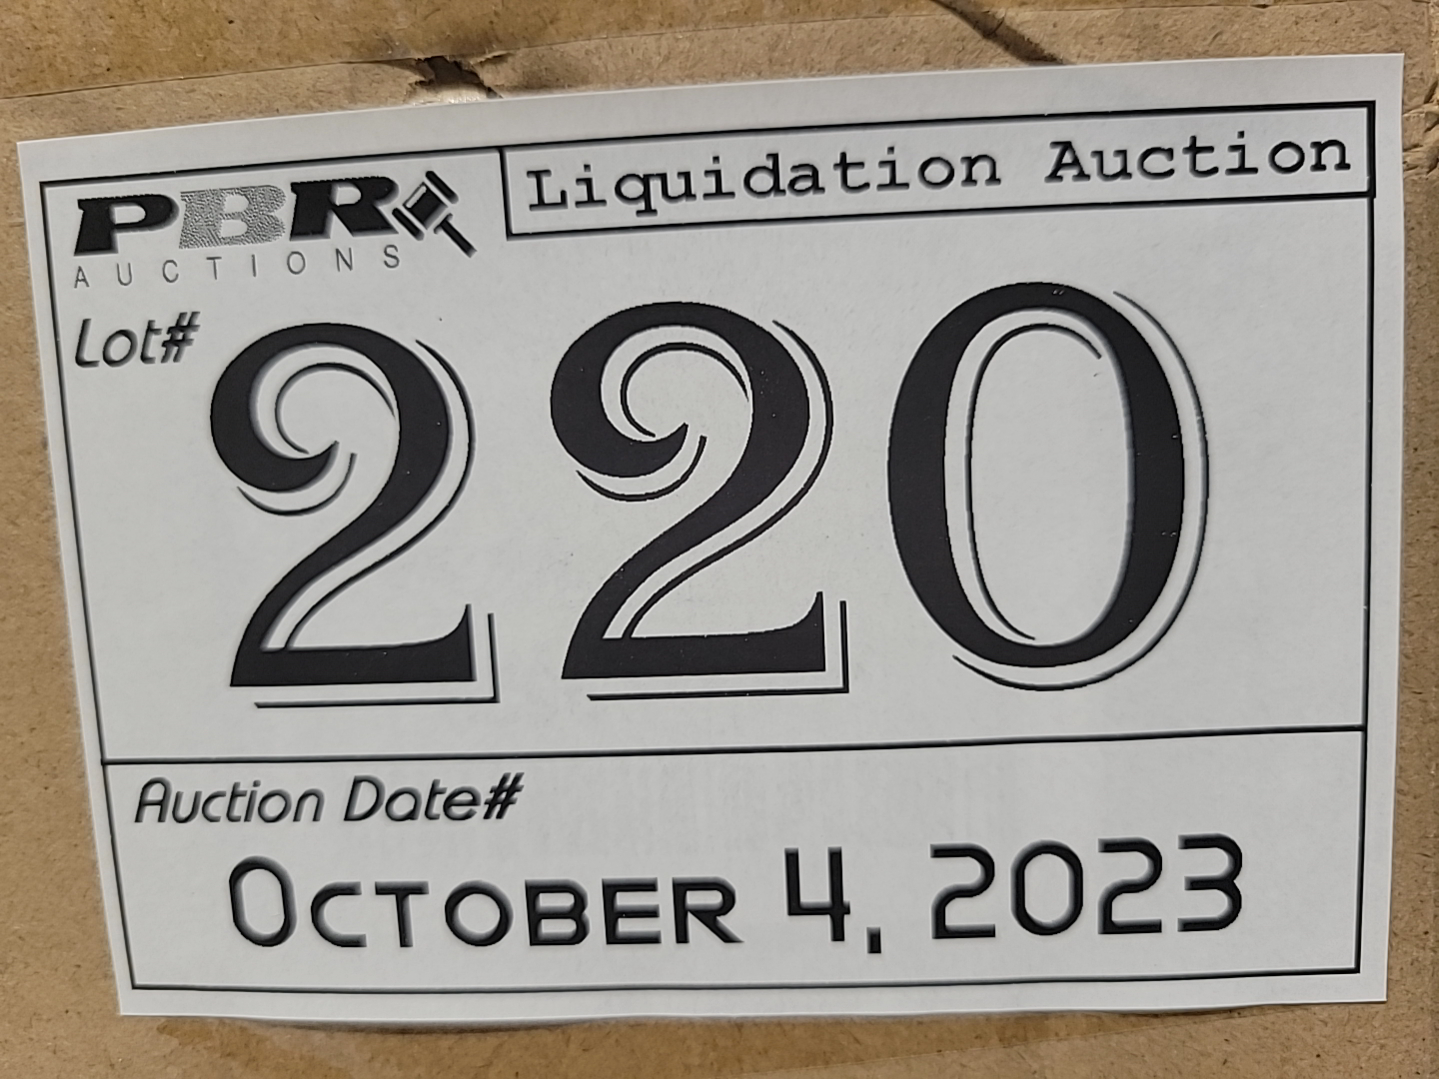 PBR
AUCTIONS
Liquidation Auction
Lot#
220
Auction Date#
October 4, 2023